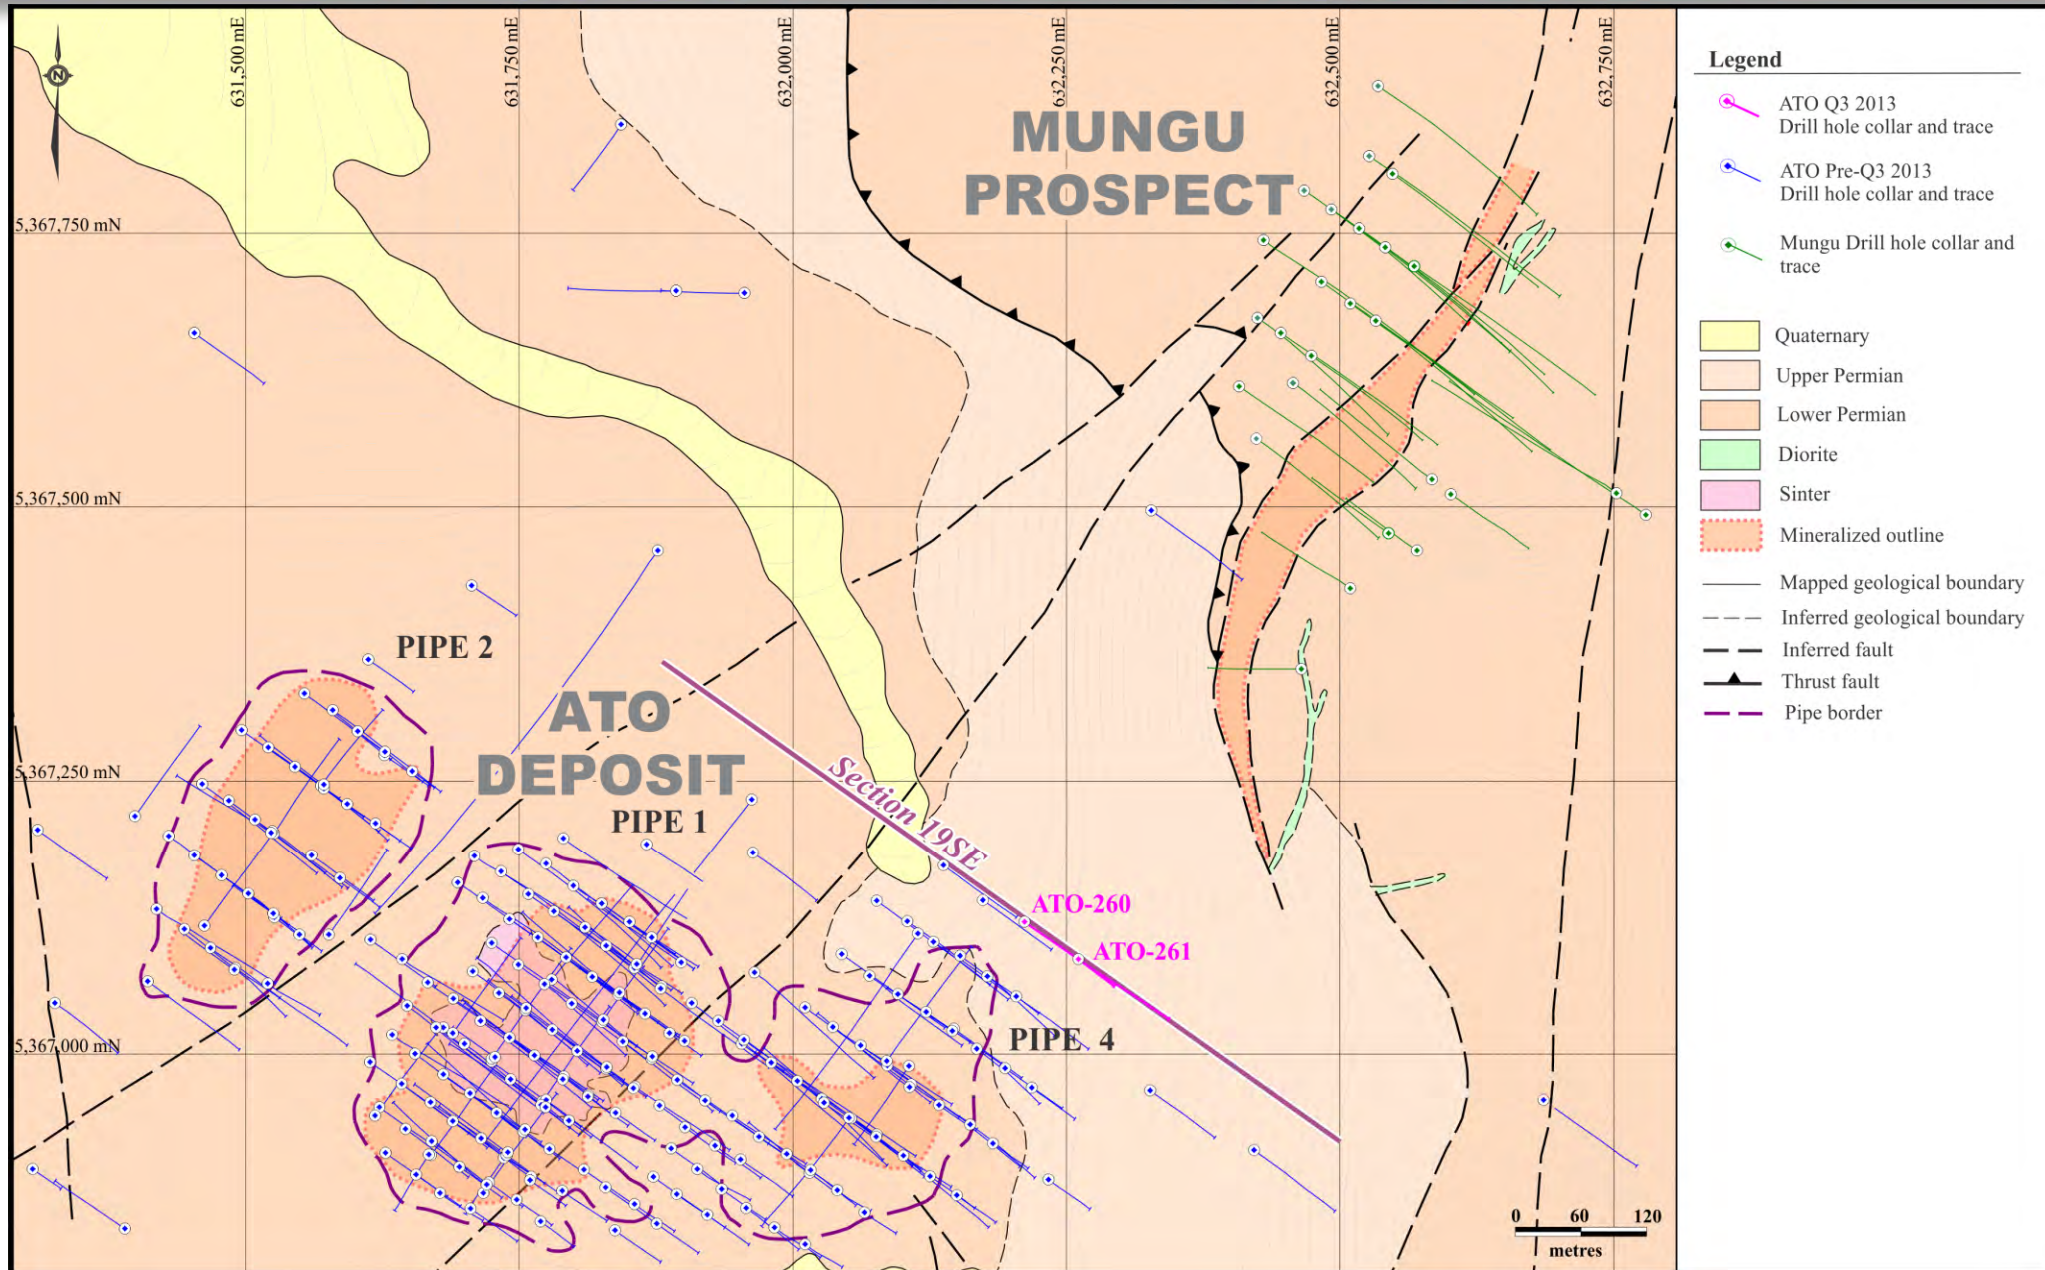 N
631,500 mE
631,750 mE
632,000 mE
632,250 mE
632,500 mE
632,750 mE
5,367,750 mN
5,367,500 mN
5,367,250 mN
5,367,000 mN
MUNGU
PROSPECT
PIPE 2
ATO
DEPOSIT
PIPE 1
Section 19SE
ATO-260
ATO-261
PIPE 4
0 60 120
metres
Legend
ATO Q3 2013
Drill hole collar and trace
ATO Pre-Q3 2013
Drill hole collar and trace
Mungu Drill hole collar and
trace
Quaternary
Upper Permian
Lower Permian
Diorite
Sinter
Mineralized outline
Mapped geological boundary
Inferred geological boundary
Inferred fault
Thrust fault
Pipe border